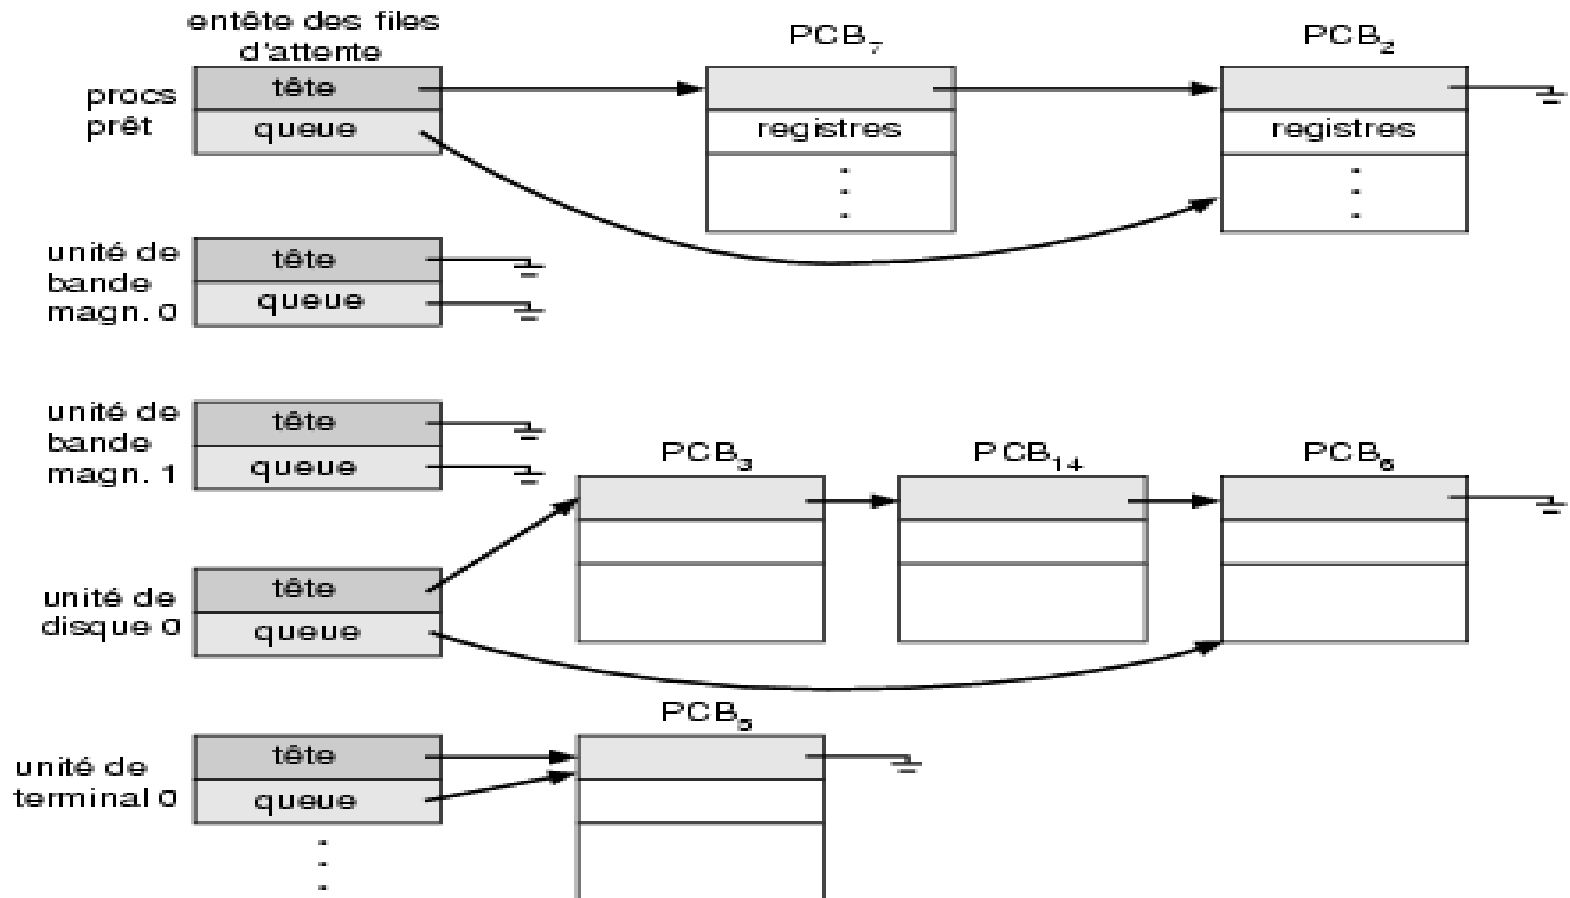 entête des files
d'attente
PCB7
PCB2
procs
prêt
tête
queue
registres
registres
unité de
bande
magn. 0
tête
queue
unité de
bande
magn. 1
tête
queue
PCB3
PCB14
PCB6
unité de
disque 0
tête
queue
PCB5
unité de
terminal 0
tête
queue